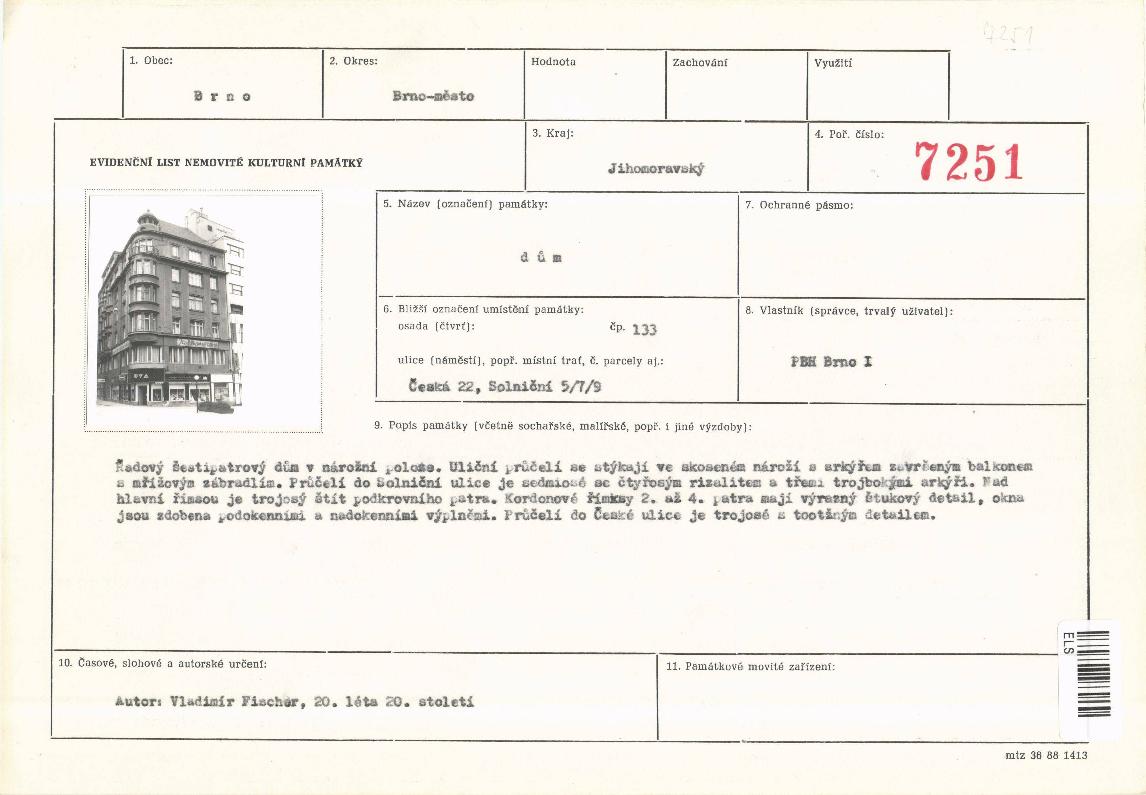 7251
1. Obec:
Brno
2. Okres:
Brno-město
Hodnota
Zachování
Využití
EVIDENČNÍ LIST NEMOVITÉ KULTURNÍ PAMÁTKY
3. Kraj:
Jihomoravský
4. Poř. číslo:
7251
5. Název (označení) památky:
dům
7. Ochranné pásmo:
6. Bližší označení umístění památky:
osada (čtvrť): čp. 133
ulice (náměstí), popř. místní trať, č. parcely aj.:
Česká 22, Solniční 5/7/9
8. Vlastník (správce, trvalý uživatel):
PBH Brno I
9. Popis památky (včetně sochařské, malířské, popř. i jiné výzdoby):
Řadový šestipatrový dům v nárožní poloze. Uliční průčelí se stýkají ve skoseném nároží s arkýřem završeným balkonem
s mřížovým zábradlím. Průčelí do Solniční ulice je sedmiosé se čtyřosým rizalitem a třemi trojbokými arkýři. Nad
hlavní římsou je trojosý štít podkrovního patra. Kordonové římksy 2. až 4. patra mají výrazný štukový detail, okna
jsou zdobena podokenními a nadokenními výplněmi. Průčelí do České ulice je trojosé s tootžným detailem.
10. Časové, slohové a autorské určení:
Autor: Vladimír Fischer, 20. léta 20. století
11. Památkové movité zařízení:
ELS
mtz 36 88 1413